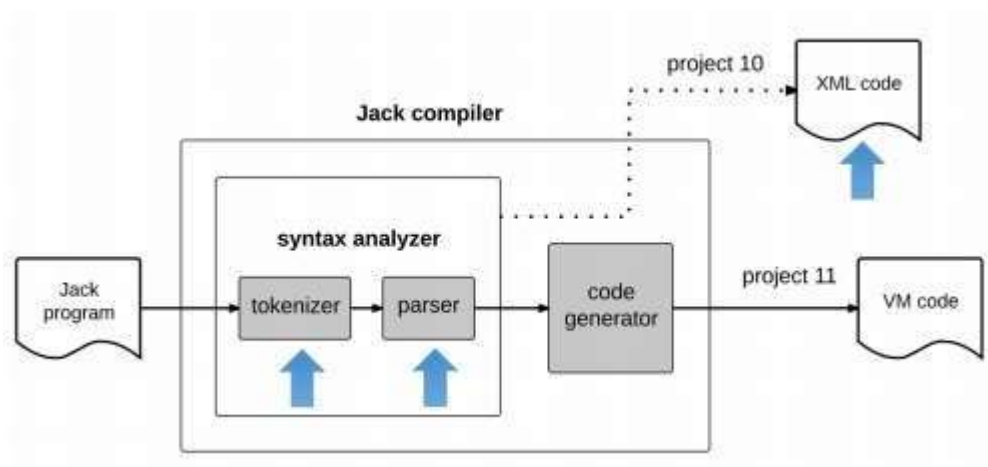 project 10
XML code
Jack compiler
syntax analyzer
Jack
program
tokenizer
parser
code
generator
project 11
VM code